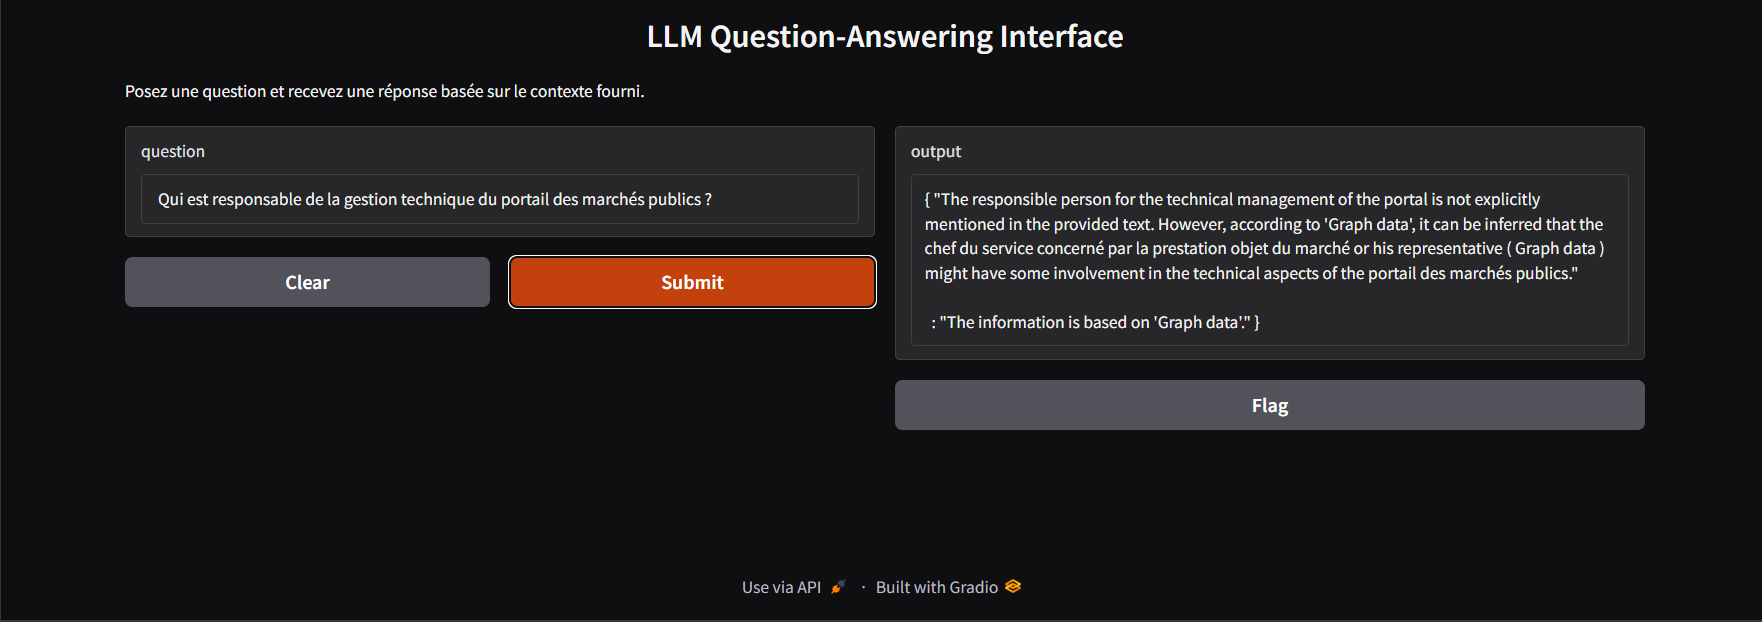 LLM Question-Answering Interface
Posez une question et recevez une réponse basée sur le contexte fourni.
question
Qui est responsable de la gestion technique du portail des marchés publics ?
Clear
Submit
output
{ "The responsible person for the technical management of the portal is not explicitly
mentioned in the provided text. However, according to 'Graph data', it can be inferred that the
chef du service concerné par la prestation objet du marché or his representative ( Graph data )
might have some involvement in the technical aspects of the portail des marchés publics."
: "The information is based on 'Graph data'." }
Flag
Use via API · Built with Gradio